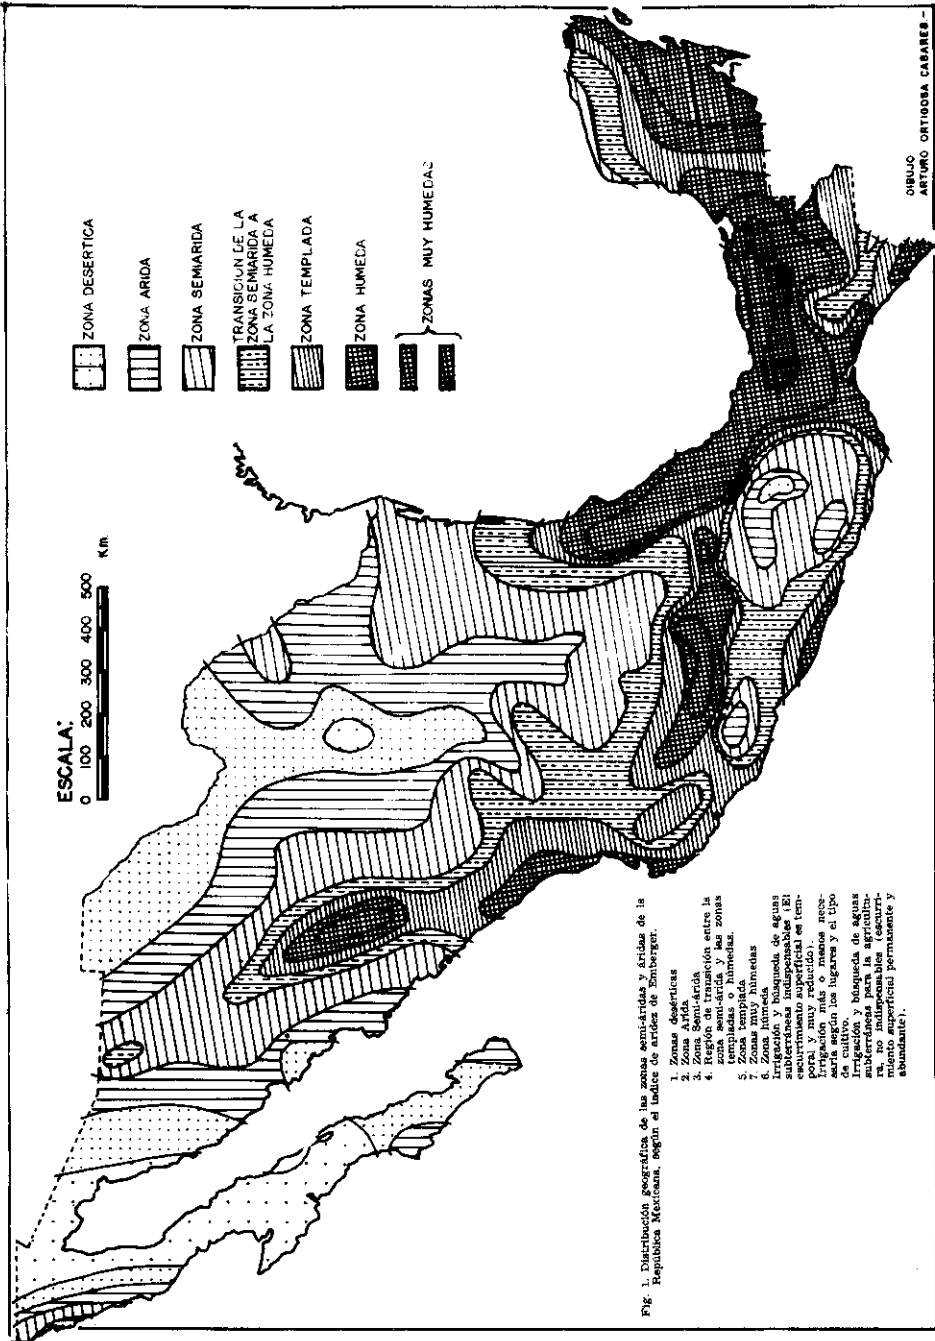 ESCALA:
0 100 200 300 400 500 Km.
ZONA DESERTICA
ZONA ARIDA
ZONA SEMIARIDA
TRANSICION DE LA
ZONA SEMIARIDA A
LA ZONA HUMEDA
ZONA TEMPLADA
ZONA HUMEDA
ZONAS MUY HUMEDAS
Fig. 1. Distribución geográfica de las zonas semi-áridas y áridas de la
República Mexicana, según el índice de aridez de Emberger.
1. Zonas desérticas
2. Zona Arida
3. Zona Semi-árida
4. Región de transición entre la
zona semi-árida y las zonas
templadas o húmedas.
5. Zona templada
7. Zonas muy húmedas
6. Zona húmeda
Irrigación y búsqueda de aguas
subterráneas indispensables (El
escurrimiento superficial es tem-
poral y muy reducido).
Irrigación más o menos nece-
saria según los lugares y el tipo
de cultivo.
Irrigación y búsqueda de aguas
subterráneas para la agricultu-
ra, no indispensables (escurri-
miento superficial permanente y
abundante).
DIBUJO
ARTURO ORTIGOSA CABARES.-